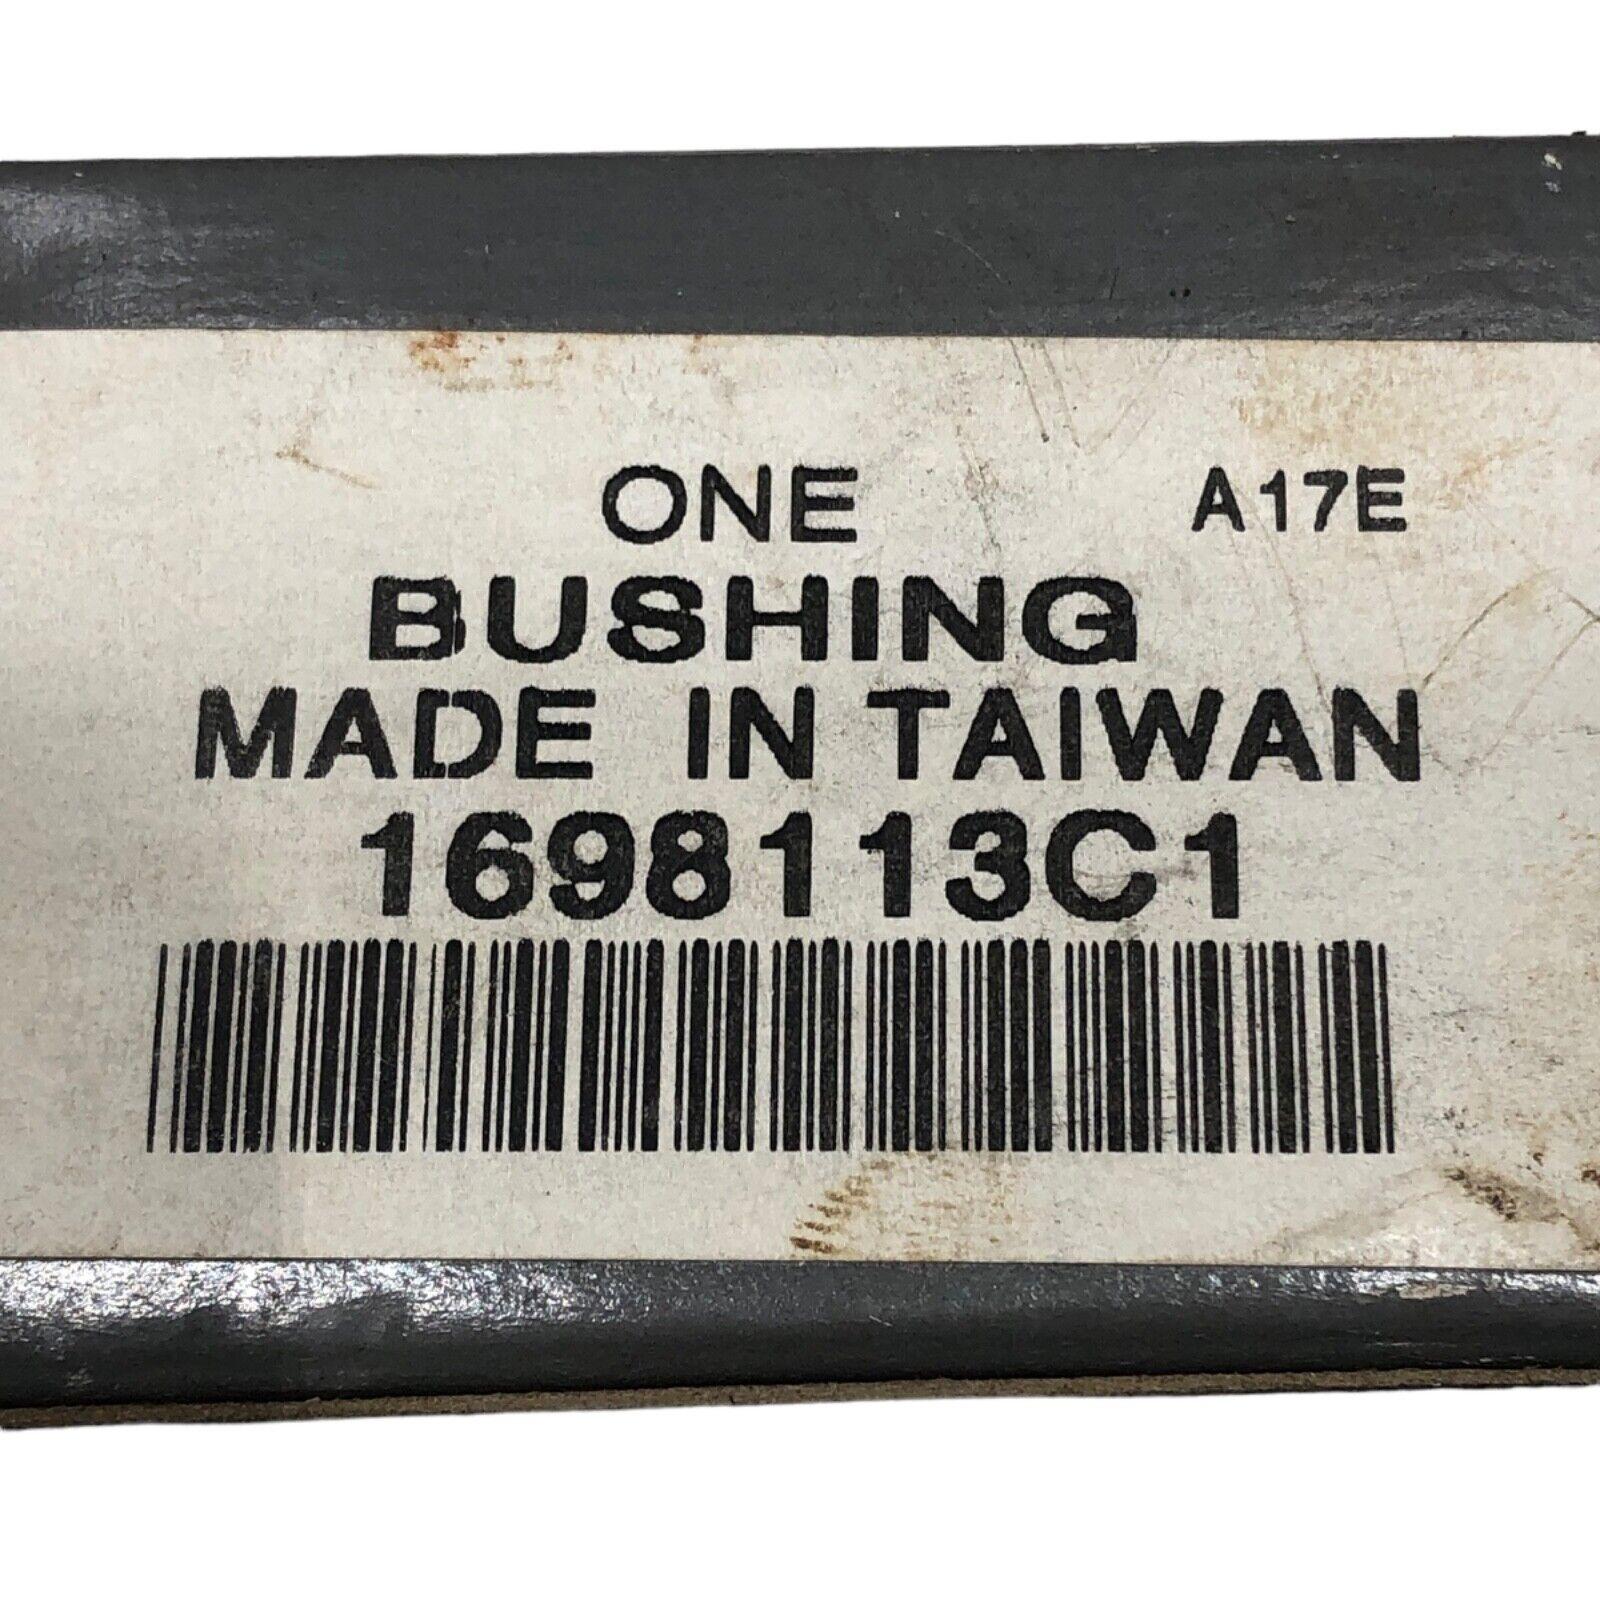 ONE A17E
BUSHING
MADE IN TAIWAN
1698113C1